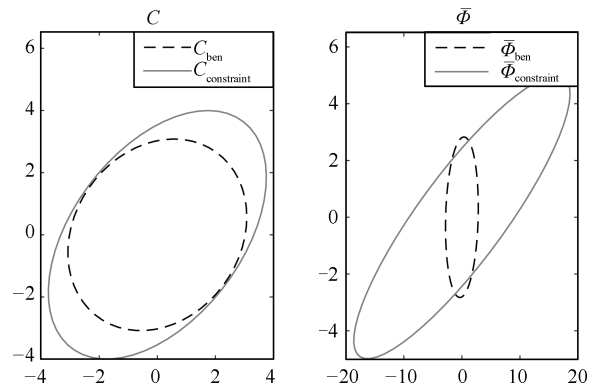 C
6
4
2
0
−2
−4
−4 −2 0 2 4
C_ben
C_constraint
Φ̅
6
4
2
0
−2
−4
−20 −10 0 10 20
Φ̅_ben
Φ̅_constraint